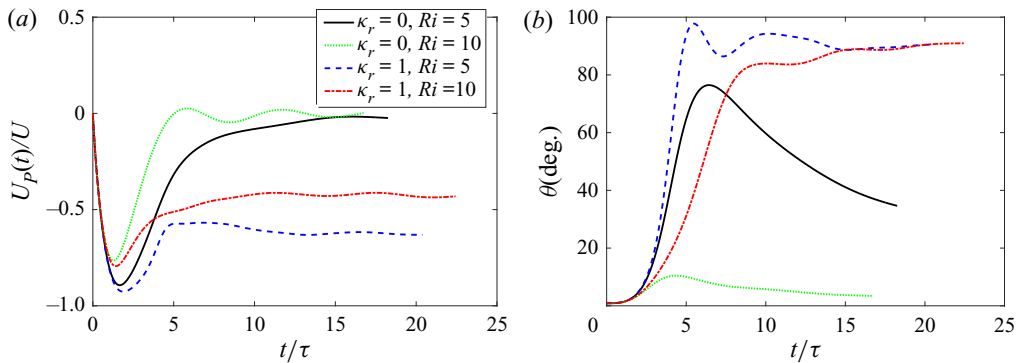 (a)
0.5
0
−0.5
−1.0
U_P(t)/U
κ_r = 0, Ri = 5
κ_r = 0, Ri = 10
κ_r = 1, Ri = 5
κ_r = 1, Ri = 10
0 5 10 15 20 25
t/τ
(b)
100
80
60
40
20
θ(deg.)
0 5 10 15 20 25
t/τ